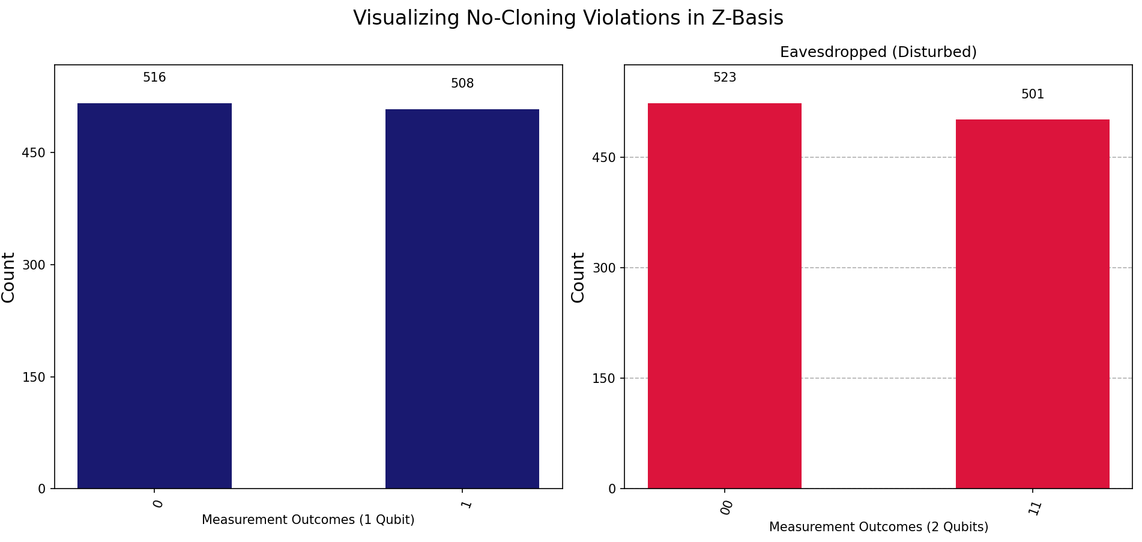 Visualizing No-Cloning Violations in Z-Basis
516
508
450
300
150
0
Count
0
1
Measurement Outcomes (1 Qubit)
Eavesdropped (Disturbed)
523
501
450
300
150
0
Count
00
11
Measurement Outcomes (2 Qubits)